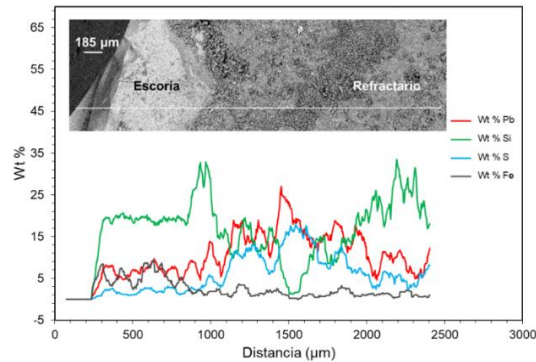 65
55
45
35
25
15
5
-5
Wt %
185 µm
Escoria
Refractario
Wt % Pb
Wt % Si
Wt % S
Wt % Fe
0 500 1000 1500 2000 2500 3000
Distancia (µm)